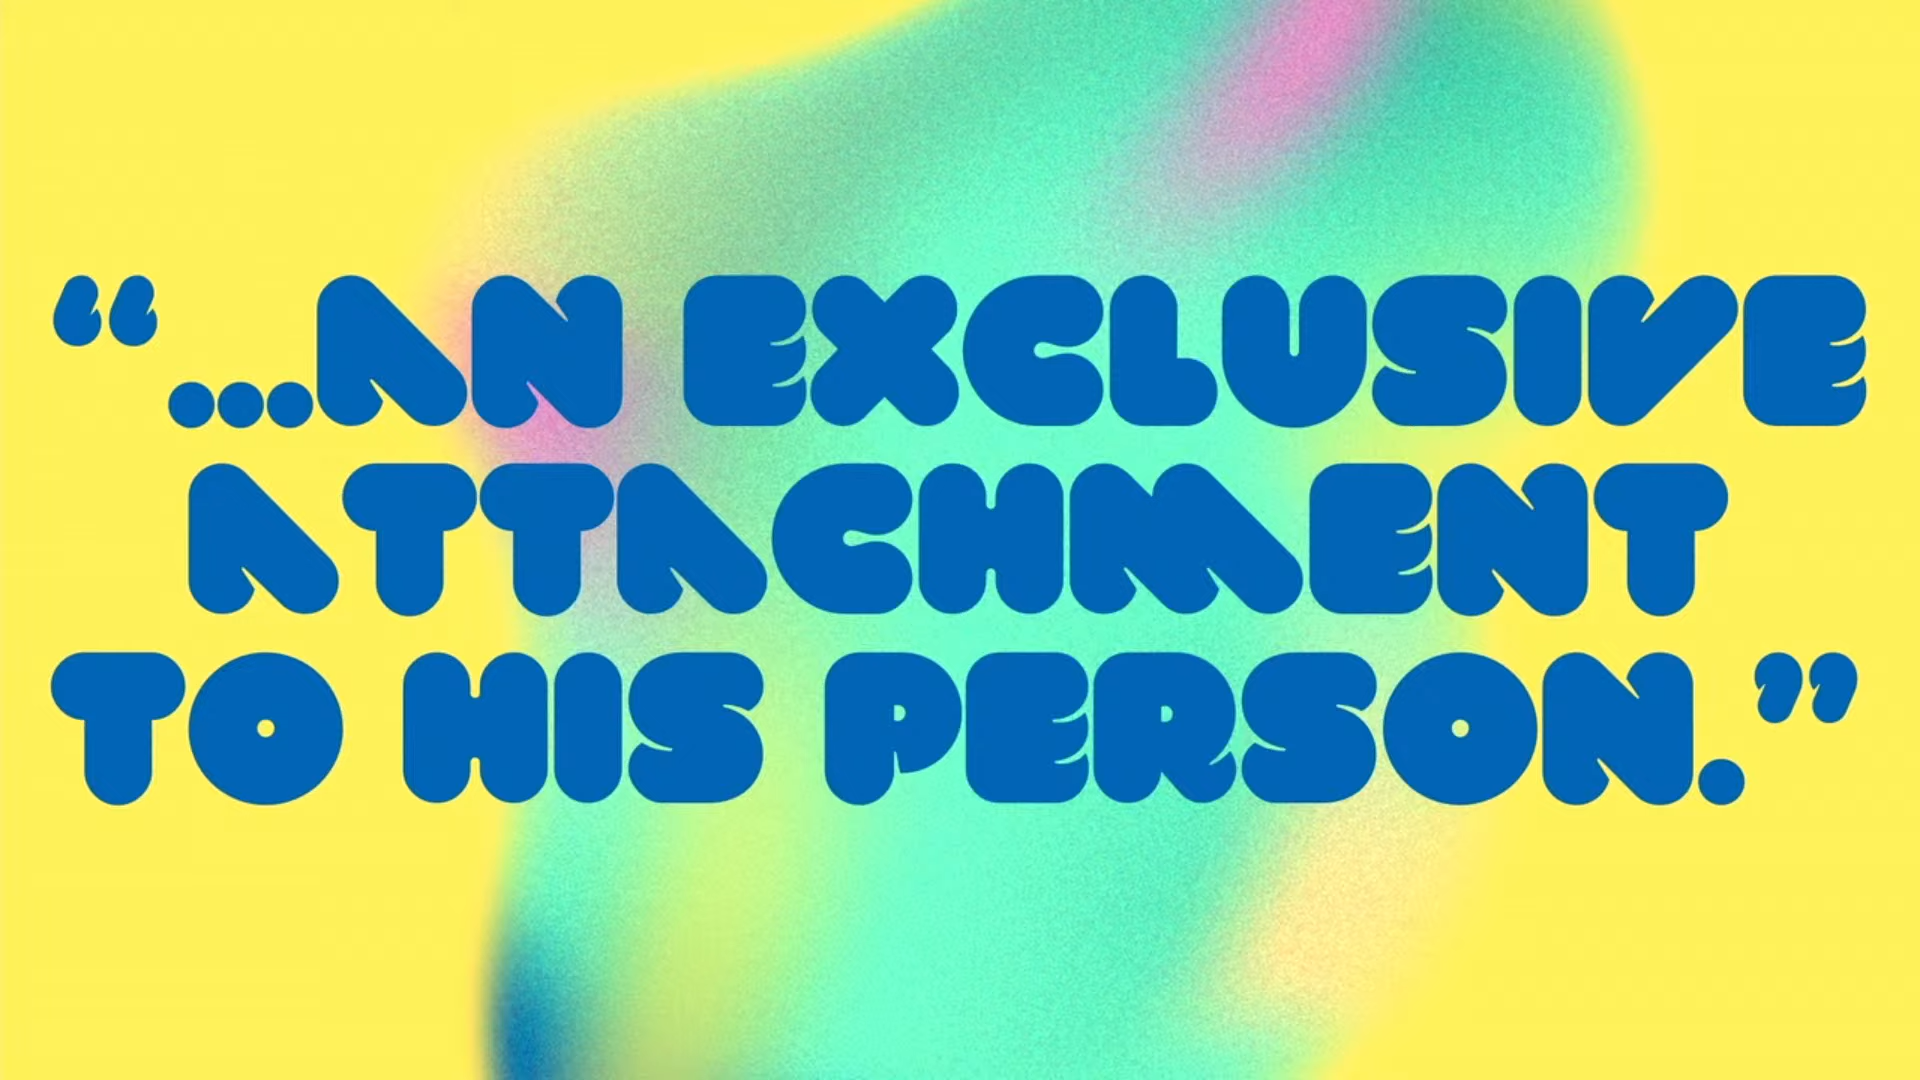 “...AN EXCLUSIVE
ATTACHMENT
TO HIS PERSON.”